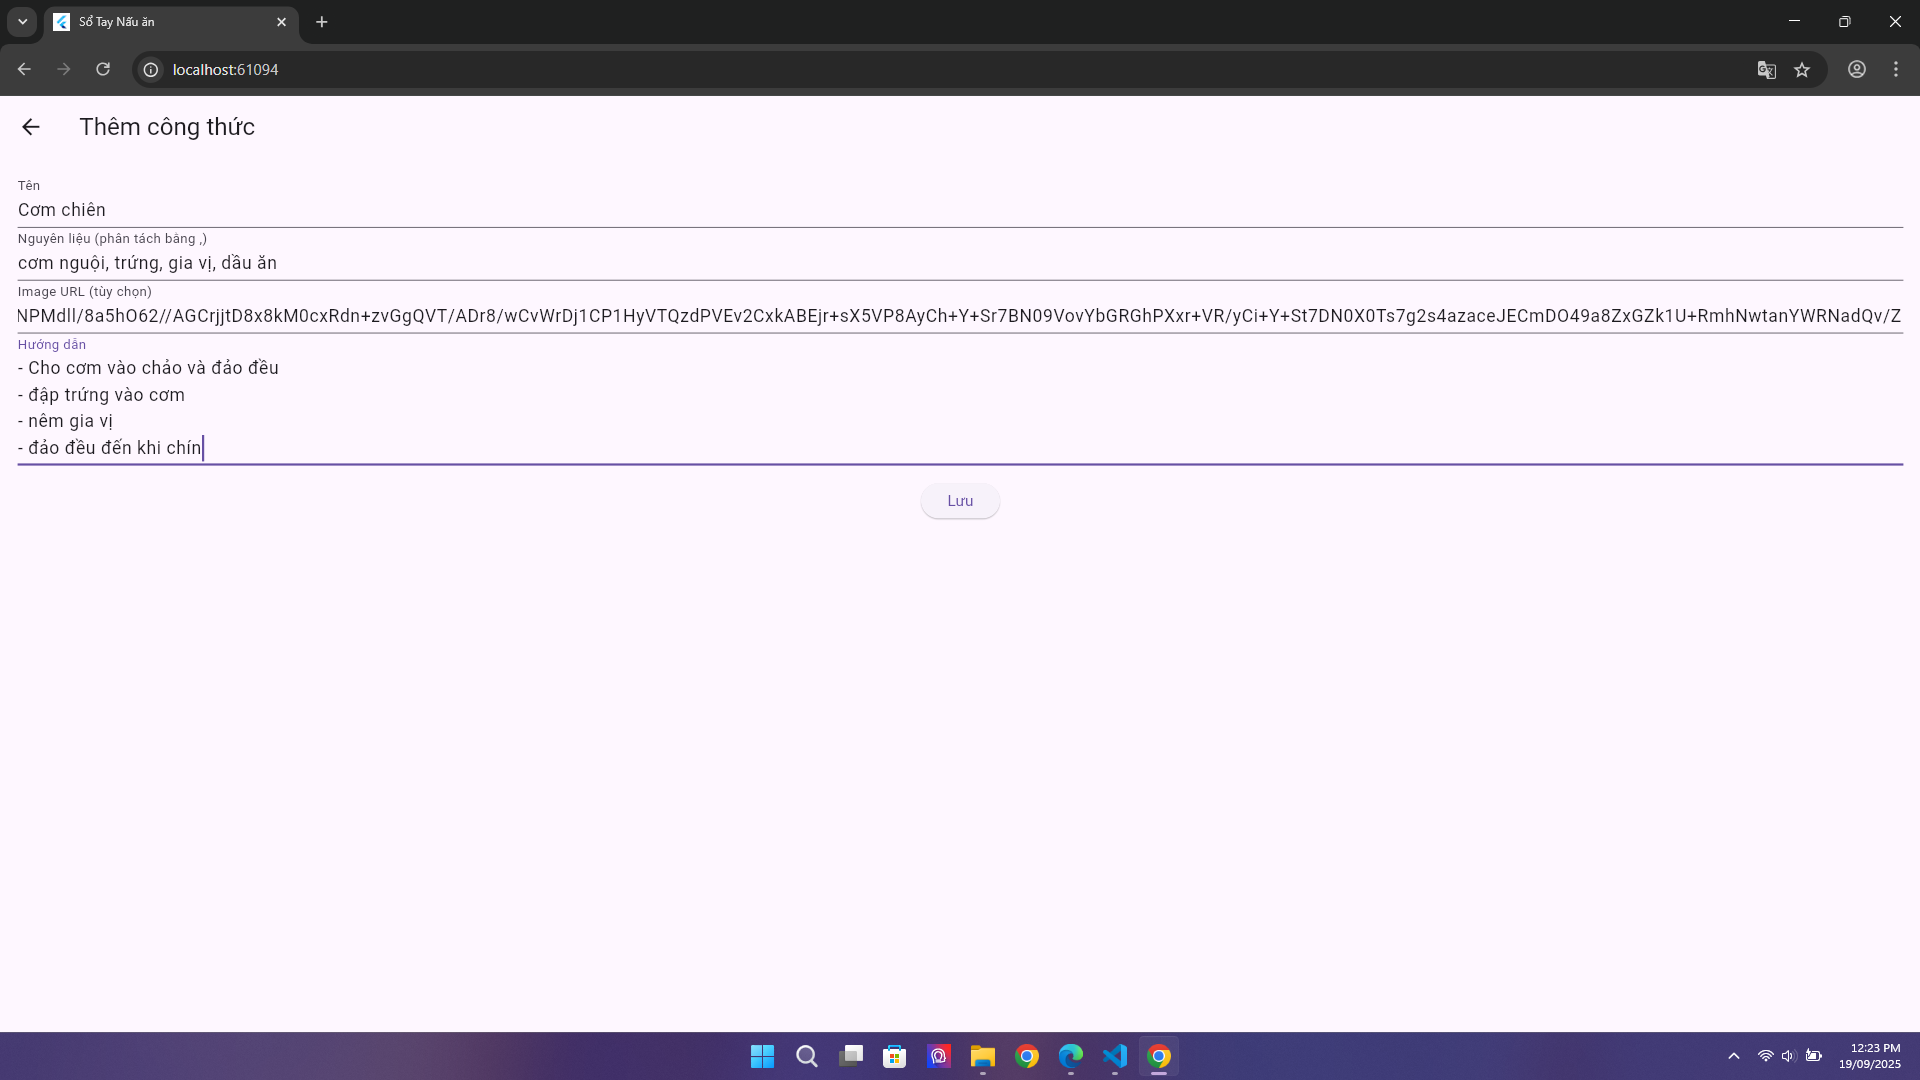 Sổ Tay Nấu ăn
localhost:61094
Thêm công thức
Tên
Cơm chiên
Nguyên liệu (phân tách bằng ,)
cơm nguội, trứng, gia vị, dầu ăn
Image URL (tùy chọn)
NPMdll/8a5hO62//AGCrjjtD8x8kM0cxRdn+zvGgQVT/ADr8/wCvWrDj1CP1HyVTQzdPVEv2CxkABEjr+sX5VP8AyCh+Y+Sr7BN09VovYbGRGhPXxr+VR/yCi+Y+St7DN0X0Ts7g2s4azaceJECmDO49a8ZxGZk1U+RmhNwtanYWRNadQv/Z
Hướng dẫn
- Cho cơm vào chảo và đảo đều
- đập trứng vào cơm
- nêm gia vị
- đảo đều đến khi chín
Lưu
12:23 PM
19/09/2025